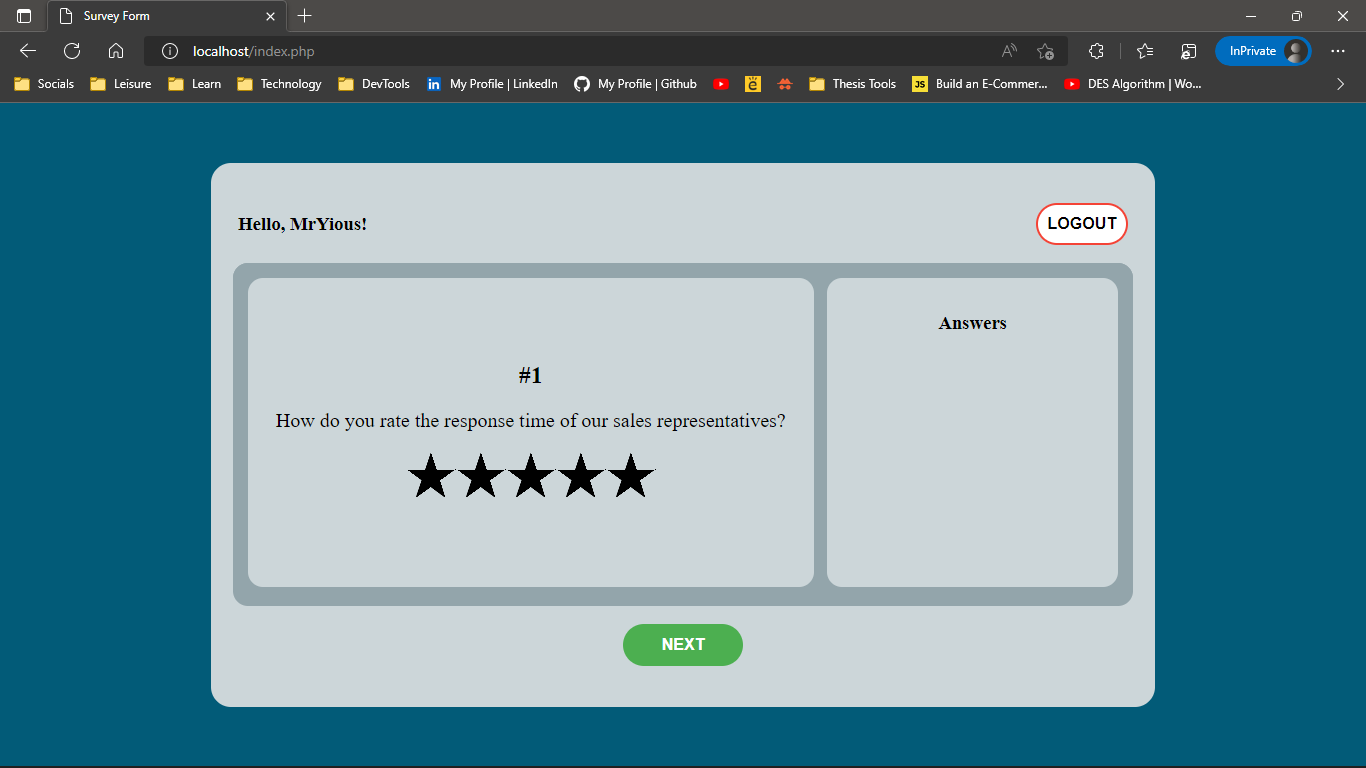 Survey Form
localhost/index.php
InPrivate
Socials Leisure Learn Technology DevTools My Profile | LinkedIn My Profile | Github Thesis Tools JS Build an E-Commer... DES Algorithm | Wo...
Hello, MrYious!
LOGOUT
#1
How do you rate the response time of our sales representatives?
Answers
NEXT